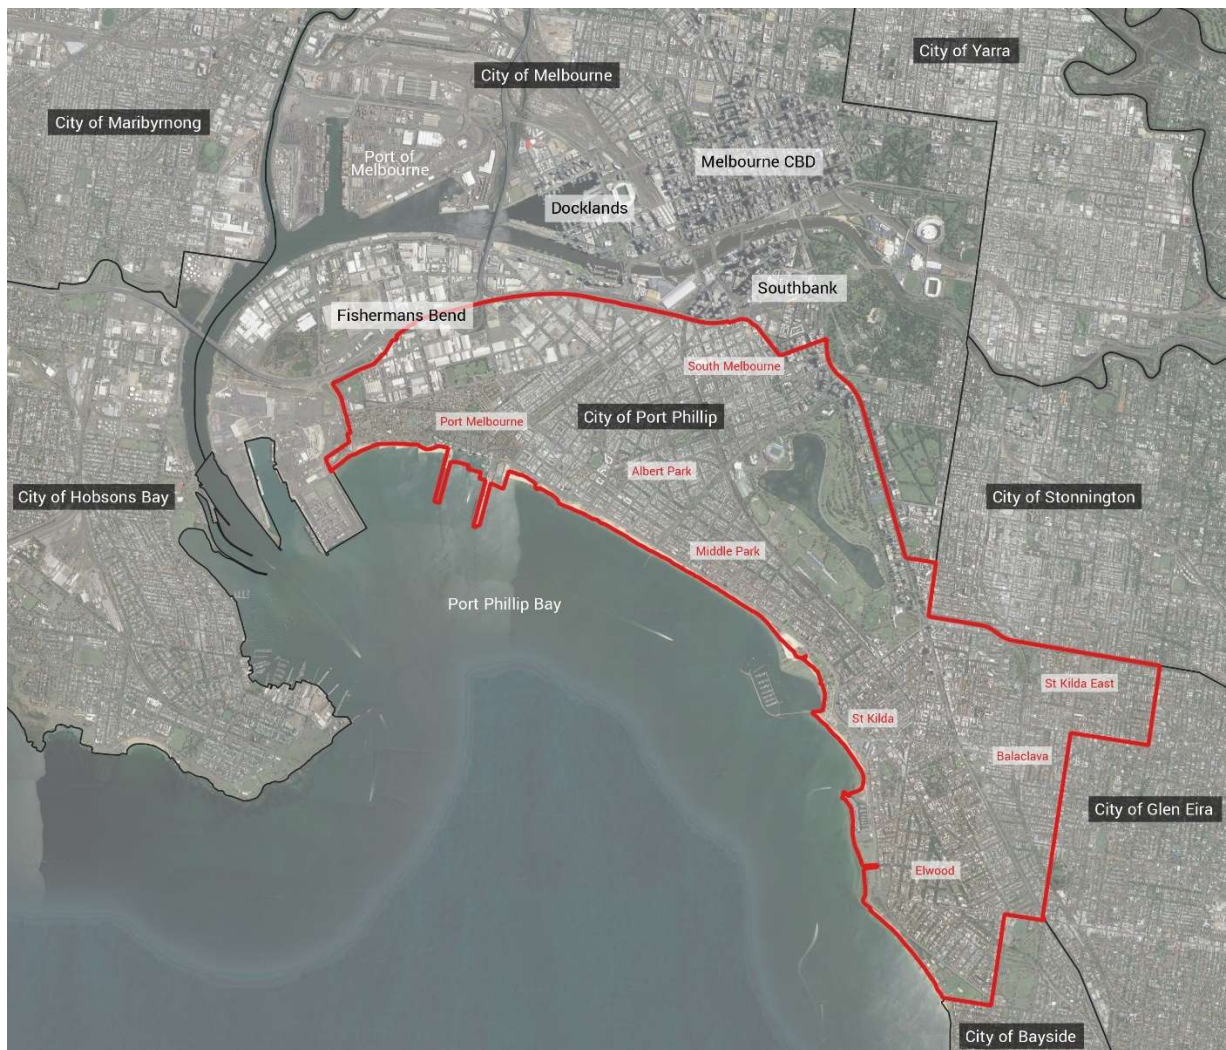 City of Yarra
City of Melbourne
City of Maribyrnong
Port of
Melbourne
Melbourne CBD
Docklands
Southbank
Fishermans Bend
South Melbourne
City of Port Phillip
Port Melbourne
Albert Park
City of Hobsons Bay
City of Stonnington
Middle Park
Port Phillip Bay
St Kilda East
St Kilda
Balaclava
City of Glen Eira
Elwood
City of Bayside